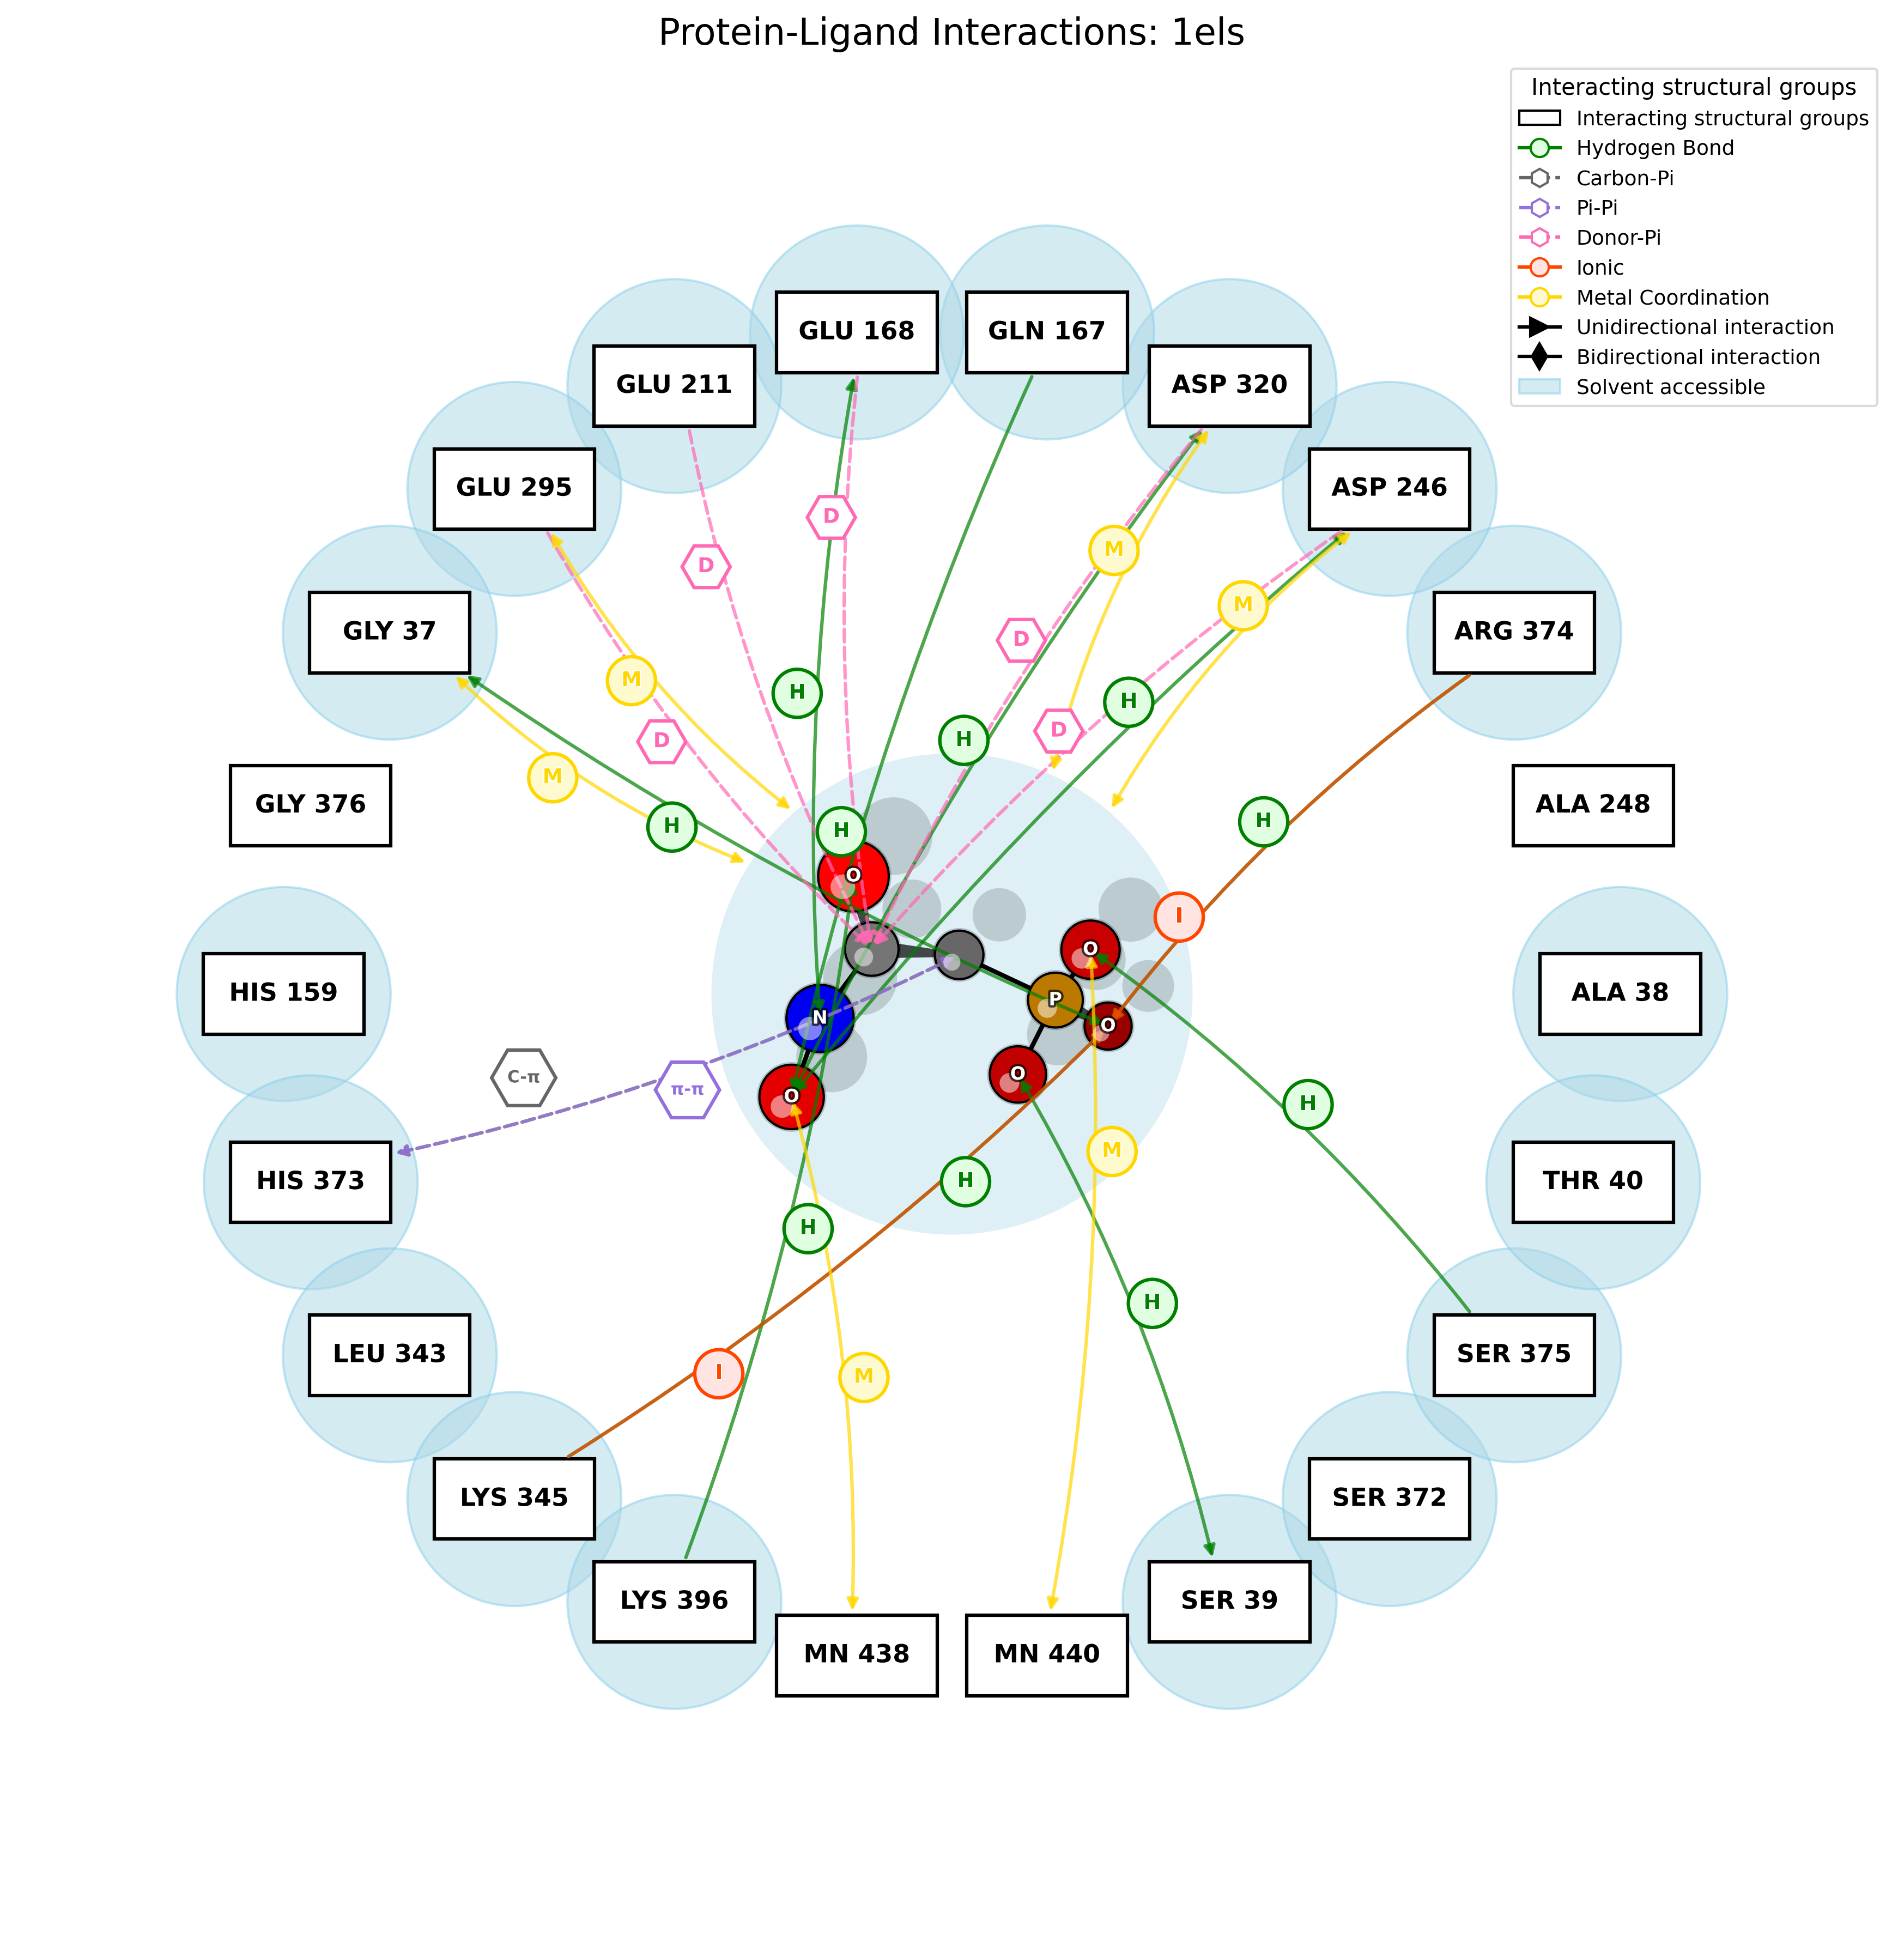 Protein-Ligand Interactions: 1els
Interacting structural groups
Interacting structural groups
Hydrogen Bond
Carbon-Pi
Pi-Pi
Donor-Pi
Ionic
Metal Coordination
Unidirectional interaction
Bidirectional interaction
Solvent accessible
GLU 168
GLN 167
GLU 211
ASP 320
GLU 295
ASP 246
D
M
D
M
GLY 37
ARG 374
D
M
H
H
D
D
H
M
GLY 376
ALA 248
H
H
H
O
I
O
HIS 159
ALA 38
P
N
O
O
O
C-π
π-π
H
M
HIS 373
THR 40
H
H
H
LEU 343
SER 375
I
M
LYS 345
SER 372
LYS 396
SER 39
MN 438
MN 440